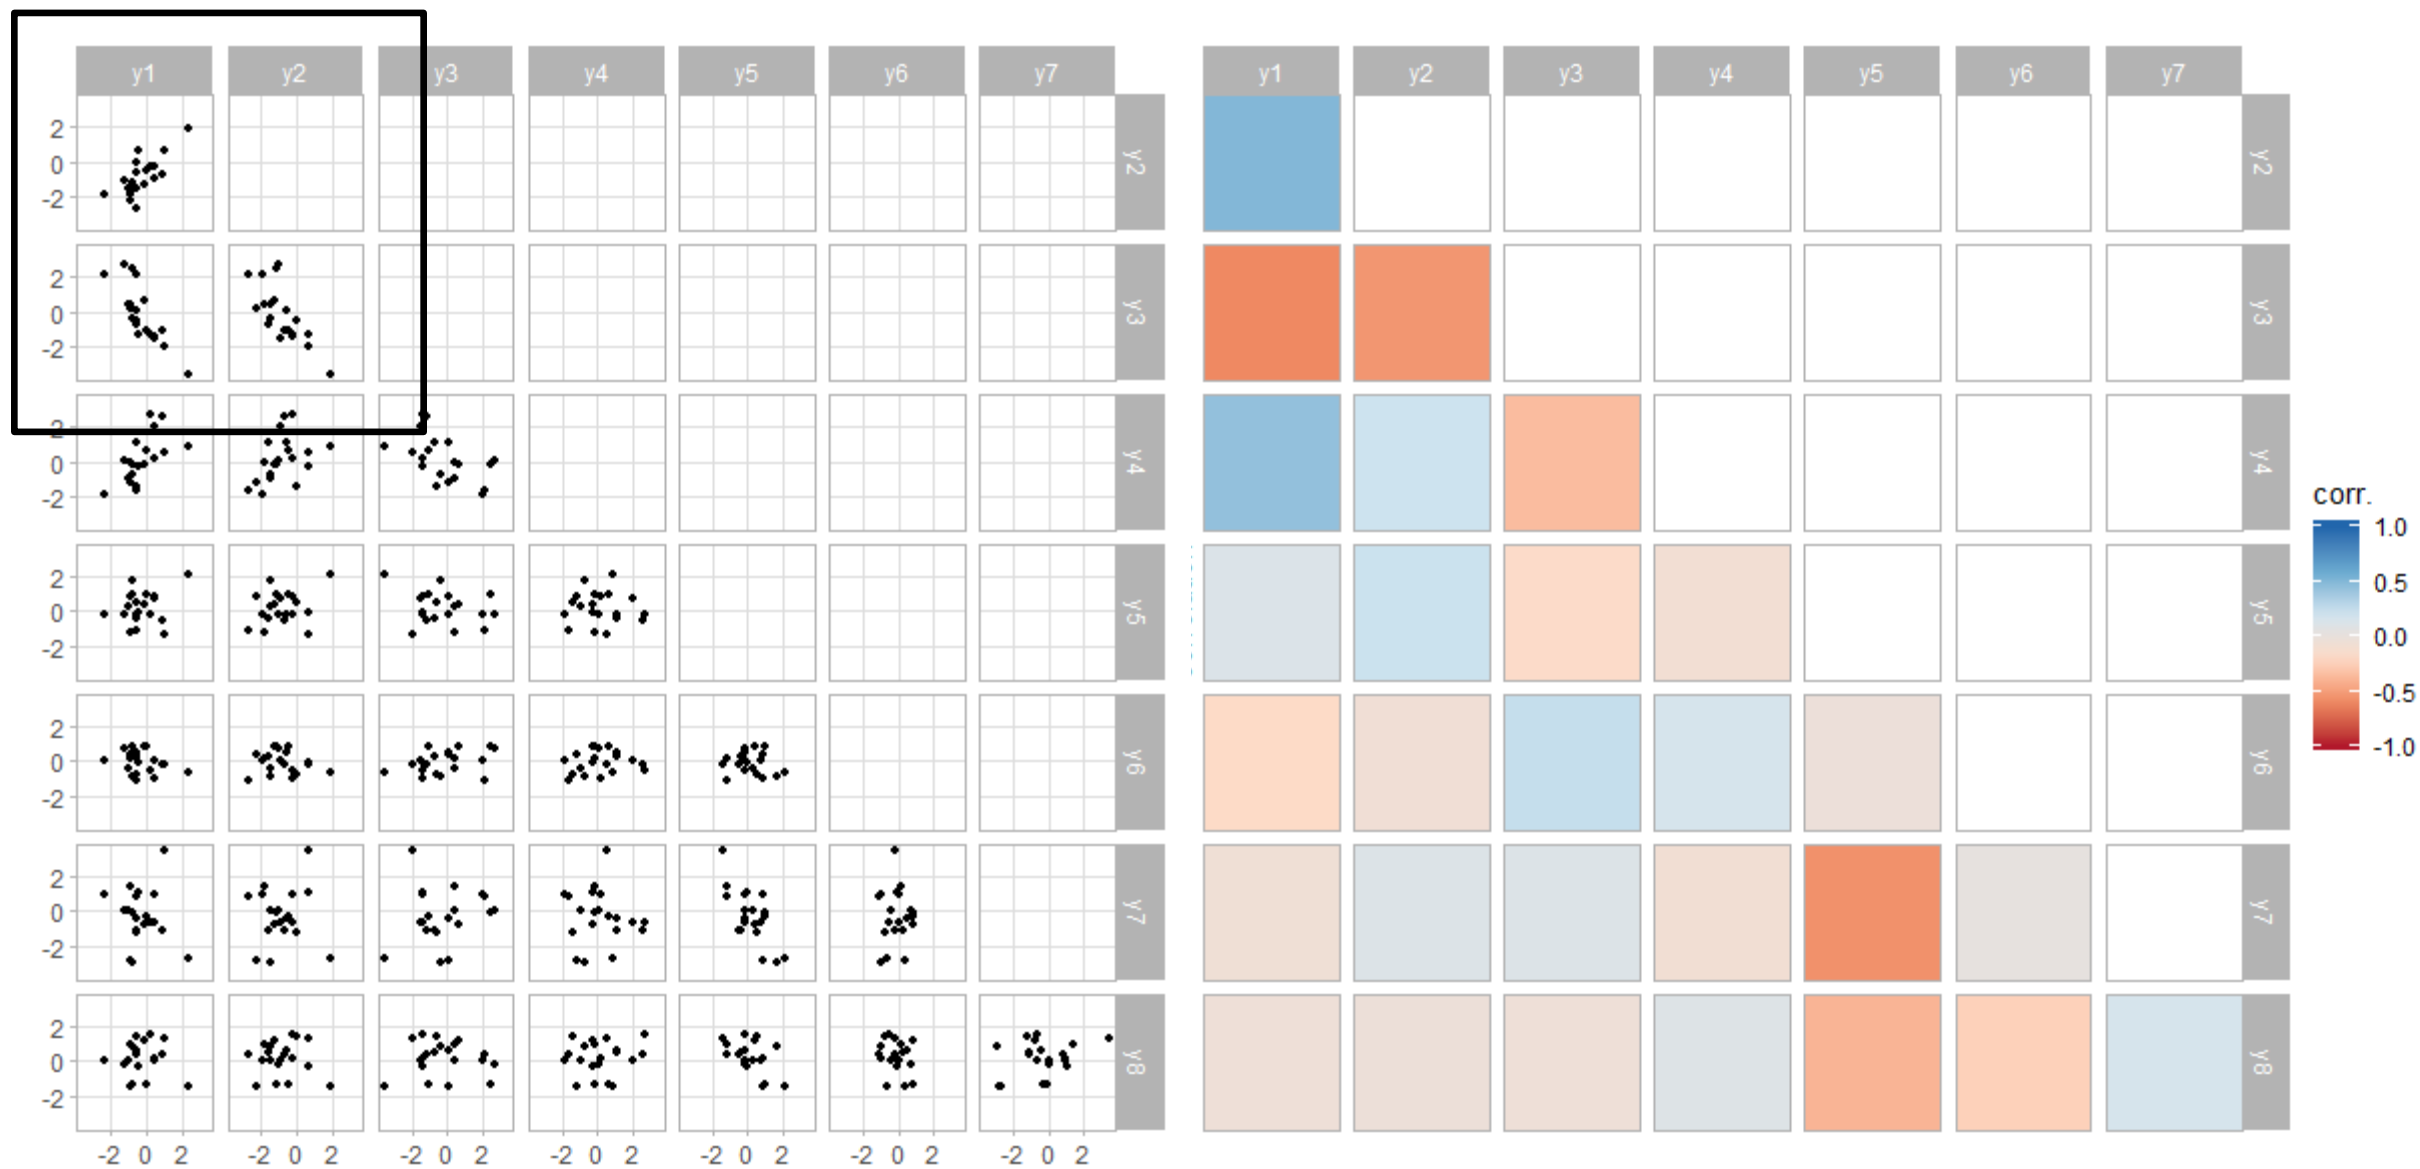 y1 y2 y3 y4 y5 y6 y7
2 0 -2 y2
2 0 -2 y3
2 0 -2 y4
2 0 -2 y5
2 0 -2 y6
2 0 -2 y7
2 0 -2 y8
-2 0 2 -2 0 2 -2 0 2 -2 0 2 -2 0 2 -2 0 2 -2 0 2
y1 y2 y3 y4 y5 y6 y7
y2
y3
y4
y5
y6
y7
y8
corr.
1.0
0.5
0.0
-0.5
-1.0